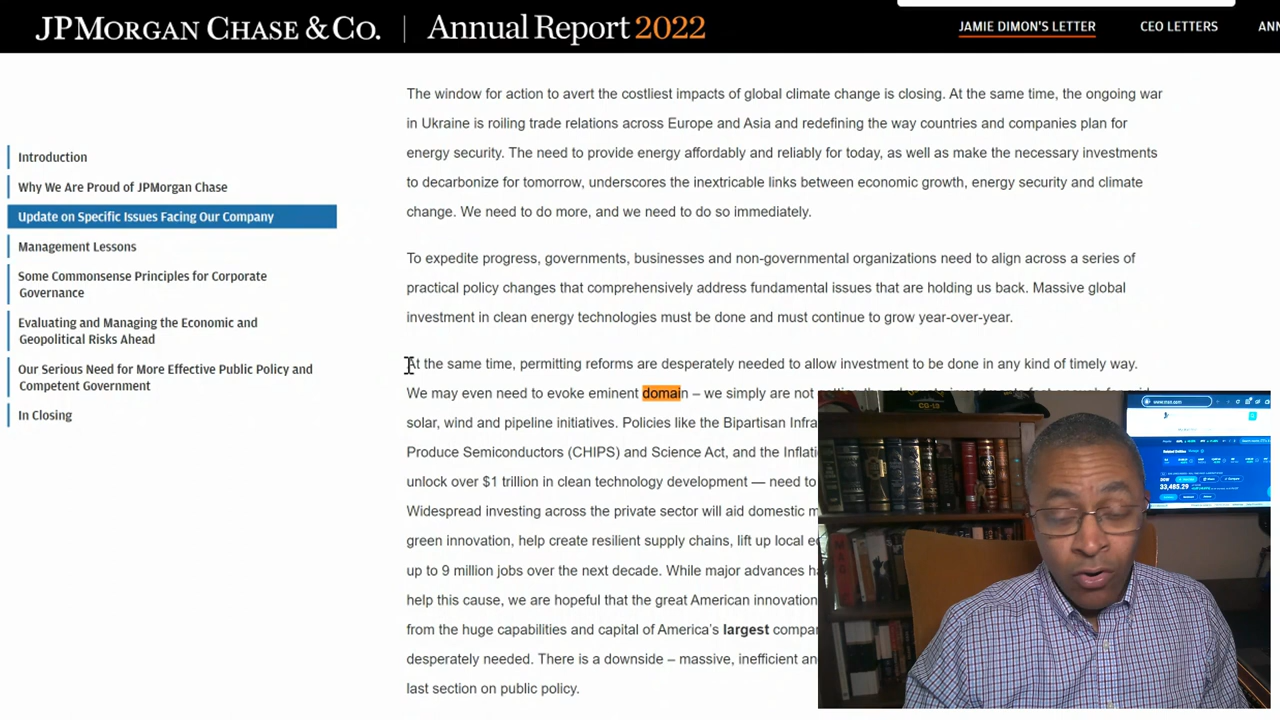 JPMORGAN CHASE & CO. | Annual Report 2022
JAMIE DIMON'S LETTER
CEO LETTERS
ANN
Introduction
Why We Are Proud of JPMorgan Chase
Update on Specific Issues Facing Our Company
Management Lessons
Some Commonsense Principles for Corporate
Governance
Evaluating and Managing the Economic and
Geopolitical Risks Ahead
Our Serious Need for More Effective Public Policy and
Competent Government
In Closing
The window for action to avert the costliest impacts of global climate change is closing. At the same time, the ongoing war
in Ukraine is roiling trade relations across Europe and Asia and redefining the way countries and companies plan for
energy security. The need to provide energy affordably and reliably for today, as well as make the necessary investments
to decarbonize for tomorrow, underscores the inextricable links between economic growth, energy security and climate
change. We need to do more, and we need to do so immediately.
To expedite progress, governments, businesses and non-governmental organizations need to align across a series of
practical policy changes that comprehensively address fundamental issues that are holding us back. Massive global
investment in clean energy technologies must be done and must continue to grow year-over-year.
At the same time, permitting reforms are desperately needed to allow investment to be done in any kind of timely way.
We may even need to evoke eminent domain – we simply are not
solar, wind and pipeline initiatives. Policies like the Bipartisan Infra
Produce Semiconductors (CHIPS) and Science Act, and the Inflati
unlock over $1 trillion in clean technology development — need to
Widespread investing across the private sector will aid domestic m
green innovation, help create resilient supply chains, lift up local e
up to 9 million jobs over the next decade. While major advances h
help this cause, we are hopeful that the great American innovation
from the huge capabilities and capital of America's largest compa
desperately needed. There is a downside – massive, inefficient an
last section on public policy.
CG-12
33,485.29